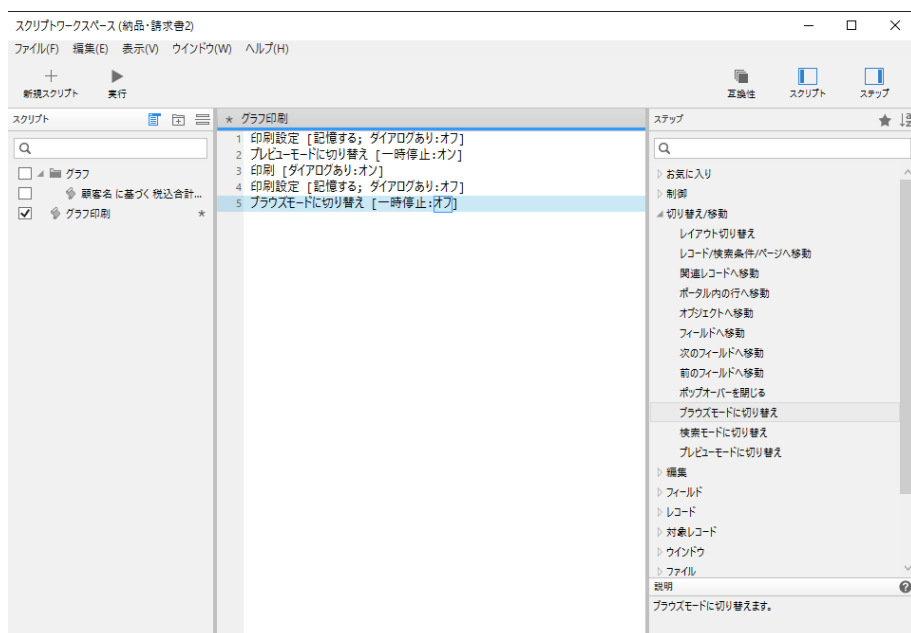 スクリプトワークスペース (納品・請求書2)
ファイル(F) 編集(E) 表示(V) ウインドウ(W) ヘルプ(H)
新規スクリプト 実行 互換性 スクリプト ステップ
スクリプト
グラフ
顧客名 に基づく 税込合計...
グラフ印刷 *
* グラフ印刷
1 印刷設定 [記憶する; ダイアログあり:オフ]
2 プレビューモードに切り替え [一時停止:オン]
3 印刷 [ダイアログあり:オン]
4 印刷設定 [記憶する; ダイアログあり:オフ]
5 ブラウズモードに切り替え [一時停止:オフ]
ステップ
お気に入り
制御
切り替え/移動
レイアウト切り替え
レコード/検索条件/ページへ移動
関連レコードへ移動
ポータル内の行へ移動
オブジェクトへ移動
フィールドへ移動
次のフィールドへ移動
前のフィールドへ移動
ポップオーバーを閉じる
ブラウズモードに切り替え
検索モードに切り替え
プレビューモードに切り替え
編集
フィールド
レコード
対象レコード
ウインドウ
ファイル
説明
ブラウズモードに切り替えます。